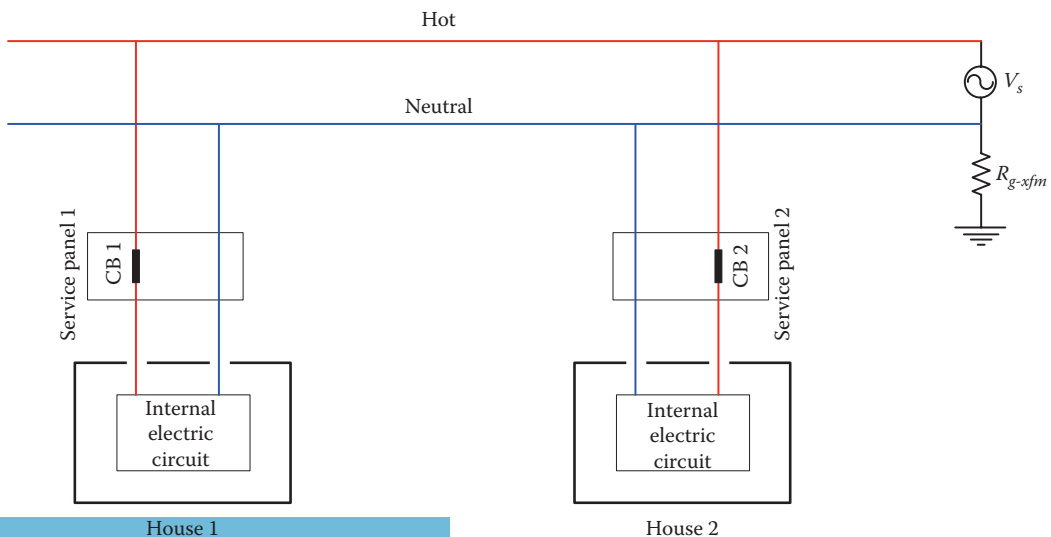 Hot
V_s
Neutral
R_{g-xfm}
Service panel 1
CB 1
CB 2
Service panel 2
Internal
electric
circuit
Internal
electric
circuit
House 1
House 2